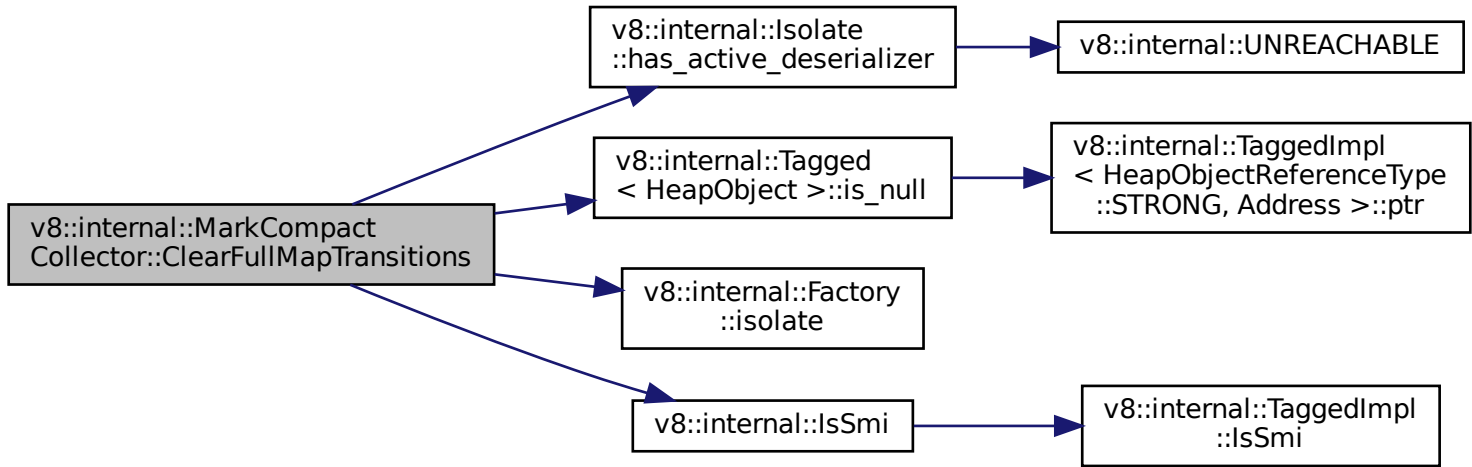 v8::internal::MarkCompact
Collector::ClearFullMapTransitions
v8::internal::Isolate
::has_active_deserializer
v8::internal::UNREACHABLE
v8::internal::Tagged
< HeapObject >::is_null
v8::internal::TaggedImpl
< HeapObjectReferenceType
::STRONG, Address >::ptr
v8::internal::Factory
::isolate
v8::internal::IsSmi
v8::internal::TaggedImpl
::IsSmi